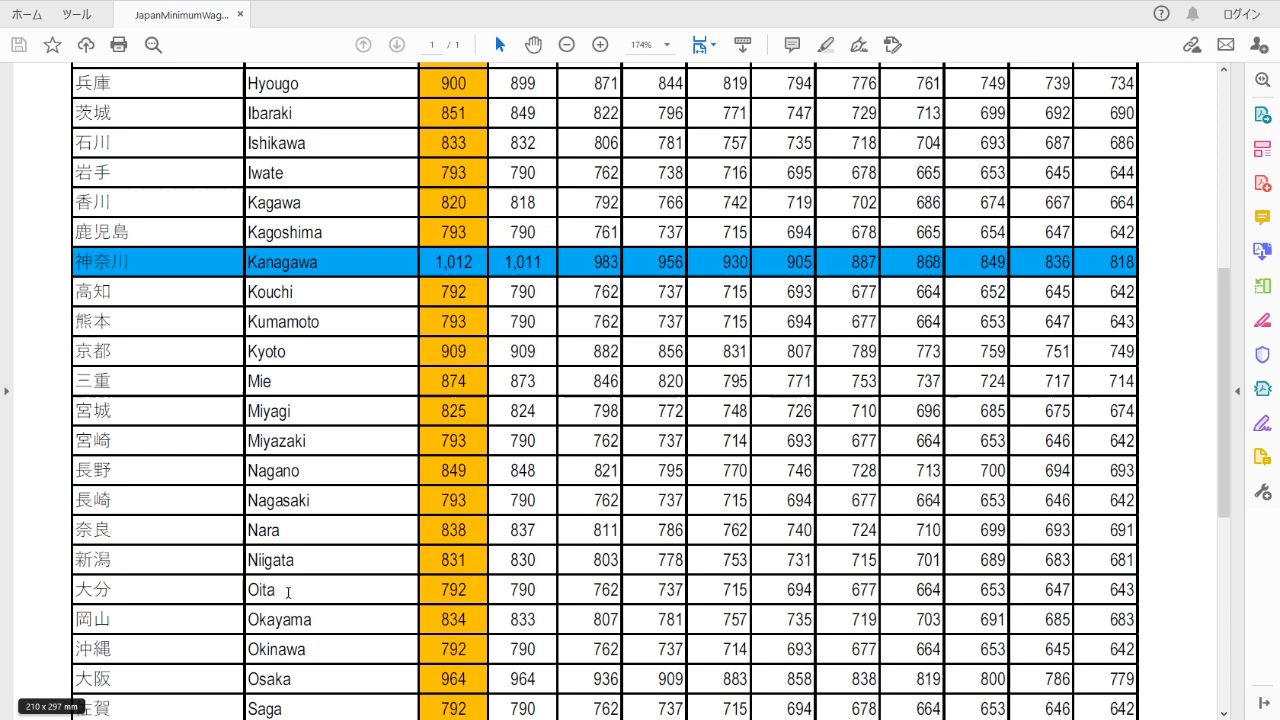 ホーム ツール JapanMinimumWag... × ログイン
1 / 1 174%
兵庫 Hyougo 900 899 871 844 819 794 776 761 749 739 734
茨城 Ibaraki 851 849 822 796 771 747 729 713 699 692 690
石川 Ishikawa 833 832 806 781 757 735 718 704 693 687 686
岩手 Iwate 793 790 762 738 716 695 678 665 653 645 644
香川 Kagawa 820 818 792 766 742 719 702 686 674 667 664
鹿児島 Kagoshima 793 790 761 737 715 694 678 665 654 647 642
神奈川 Kanagawa 1,012 1,011 983 956 930 905 887 868 849 836 818
高知 Kouchi 792 790 762 737 715 693 677 664 652 645 642
熊本 Kumamoto 793 790 762 737 715 694 677 664 653 647 643
京都 Kyoto 909 909 882 856 831 807 789 773 759 751 749
三重 Mie 874 873 846 820 795 771 753 737 724 717 714
宮城 Miyagi 825 824 798 772 748 726 710 696 685 675 674
宮崎 Miyazaki 793 790 762 737 714 693 677 664 653 646 642
長野 Nagano 849 848 821 795 770 746 728 713 700 694 693
長崎 Nagasaki 793 790 762 737 715 694 677 664 653 646 642
奈良 Nara 838 837 811 786 762 740 724 710 699 693 691
新潟 Niigata 831 830 803 778 753 731 715 701 689 683 681
大分 Oita 792 790 762 737 715 694 677 664 653 647 643
岡山 Okayama 834 833 807 781 757 735 719 703 691 685 683
沖縄 Okinawa 792 790 762 737 714 693 677 664 653 645 642
大阪 Osaka 964 964 936 909 883 858 838 819 800 786 779
佐賀 Saga 792 790 762 737 715 694 678 664 653 646 642
210 x 297 mm